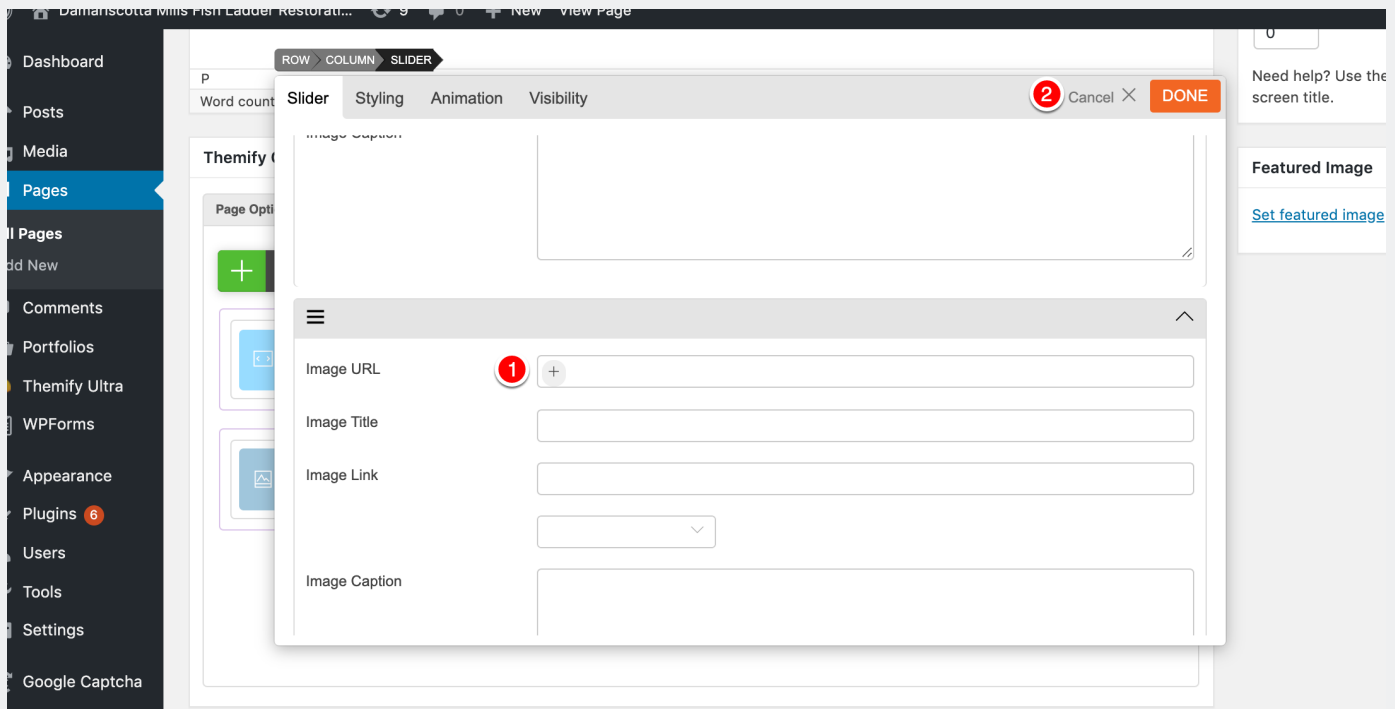 Damariscotta Mills Fish Ladder Restorati... 9 0 New View Page
Dashboard
Posts
Media
Pages
Pages
New
Comments
Portfolios
Themify Ultra
WPForms
Appearance
Plugins 6
Users
Tools
Settings
Google Captcha
P
Word count
Themify
Page Opti
ROW COLUMN SLIDER
Slider Styling Animation Visibility
2 Cancel DONE
Image Caption
Image URL 1 +
Image Title
Image Link
Image Caption
0
Need help? Use the
screen title.
Featured Image
Set featured image